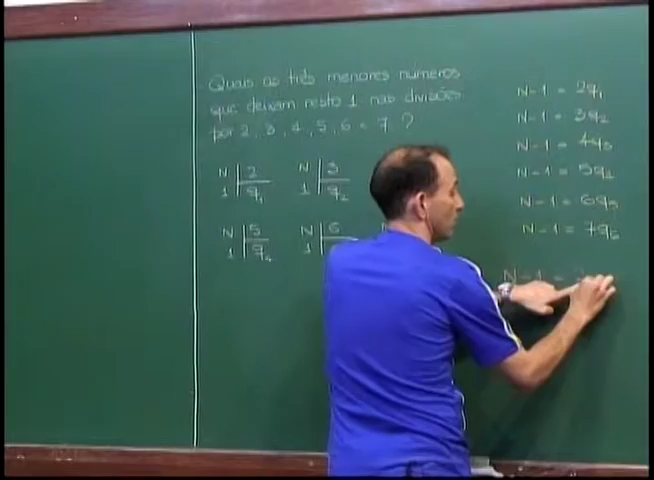 Quais os três menores números
que deixam resto 1 nas divisões
por 2, 3, 4, 5, 6 e 7 ?
N 2 N 3
1 q₁ 1 q₂
N 5 N 6
1 q₄ 1
N - 1 = 2q₁
N - 1 = 3q₂
N - 1 = 4q₃
N - 1 = 5q₄
N - 1 = 6q₅
N - 1 = 7q₆
N - 1 =